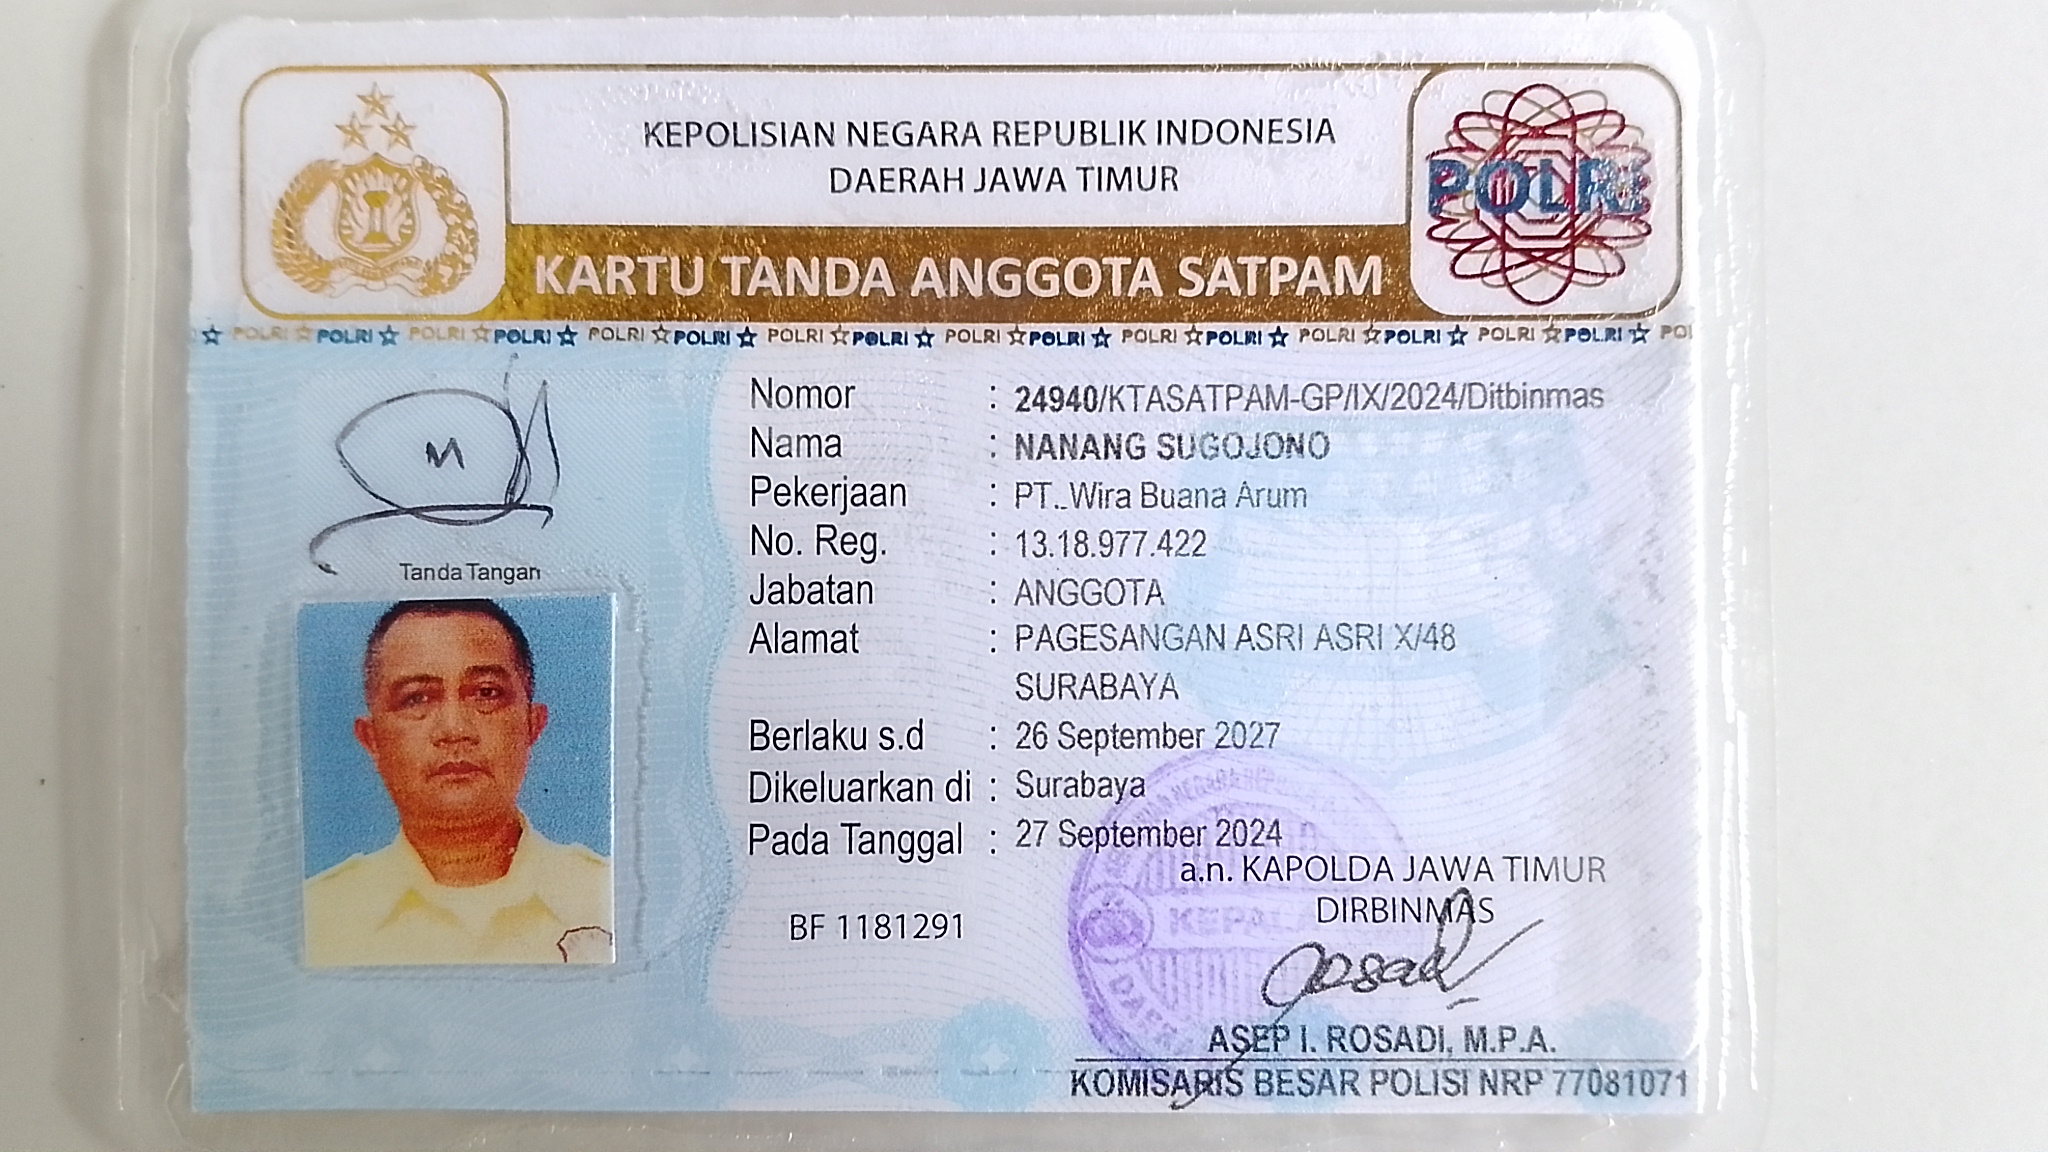 KEPOLISIAN NEGARA REPUBLIK INDONESIA
DAERAH JAWA TIMUR
POLRI
KARTU TANDA ANGGOTA SATPAM
POLRI POLRI POLRI POLRI POLRI POLRI POLRI POLRI POLRI POLRI POLRI POLRI POLRI POLRI POLRI POLRI POL
Nomor : 24940/KTASATPAM-GP/IX/2024/Ditbinmas
Nama : NANANG SUGOJONO
Pekerjaan : PT..Wira Buana Arum
No. Reg. : 13.18.977.422
Jabatan : ANGGOTA
Alamat : PAGESANGAN ASRI ASRI X/48
SURABAYA
Berlaku s.d : 26 September 2027
Dikeluarkan di : Surabaya
Pada Tanggal : 27 September 2024
Tanda Tangan
a.n. KAPOLDA JAWA TIMUR
DIRBINMAS
BF 1181291
KEPALA
ASEP I. ROSADI, M.P.A.
KOMISARIS BESAR POLISI NRP 77081071